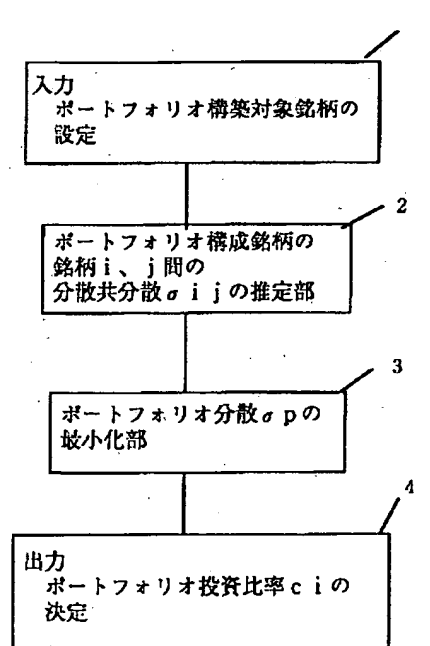 入力
ポートフォリオ構築対象銘柄の
設定
2
ポートフォリオ構成銘柄の
銘柄i、j間の
分散共分散σijの推定部
3
ポートフォリオ分散σpの
最小化部
4
出力
ポートフォリオ投資比率ciの
決定